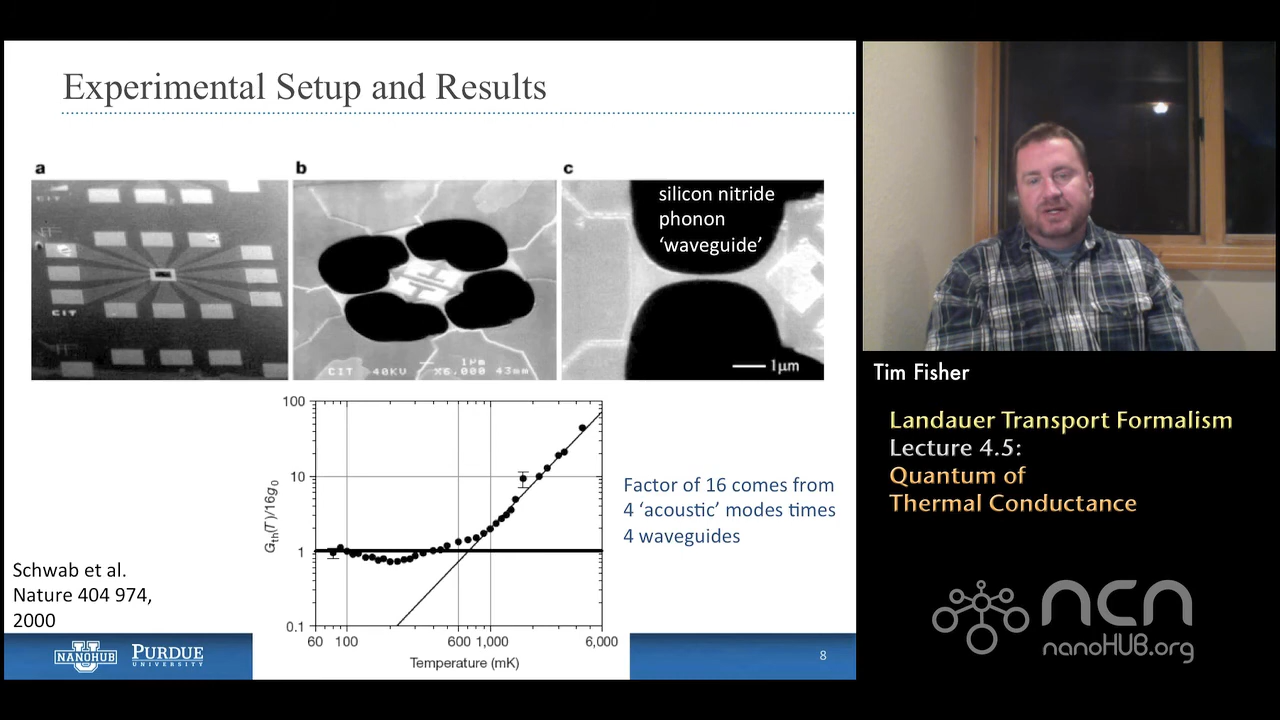 Experimental Setup and Results
a
b
c
CIT
CIT 40KV X6,000 43mm
1µm
silicon nitride
phonon
‘waveguide’
1µm
100
10
1
0.1
Gth(T)/16g0
60 100 600 1,000 6,000
Temperature (mK)
Factor of 16 comes from
4 ‘acoustic’ modes times
4 waveguides
Schwab et al.
Nature 404 974,
2000
NANOHUB
PURDUE
UNIVERSITY
8
Tim Fisher
Landauer Transport Formalism
Lecture 4.5:
Quantum of
Thermal Conductance
ncn
nanoHUB.org